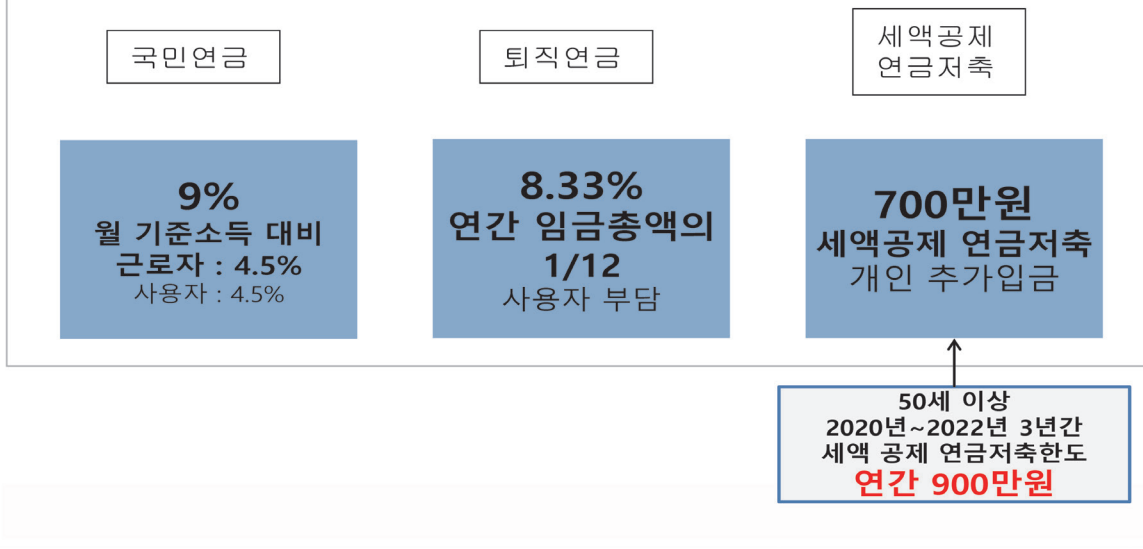 국민연금
퇴직연금
세액공제
연금저축
9%
월 기준소득 대비
근로자 : 4.5%
사용자 : 4.5%
8.33%
연간 임금총액의
1/12
사용자 부담
700만원
세액공제 연금저축
개인 추가입금
50세 이상
2020년~2022년 3년간
세액 공제 연금저축한도
연간 900만원